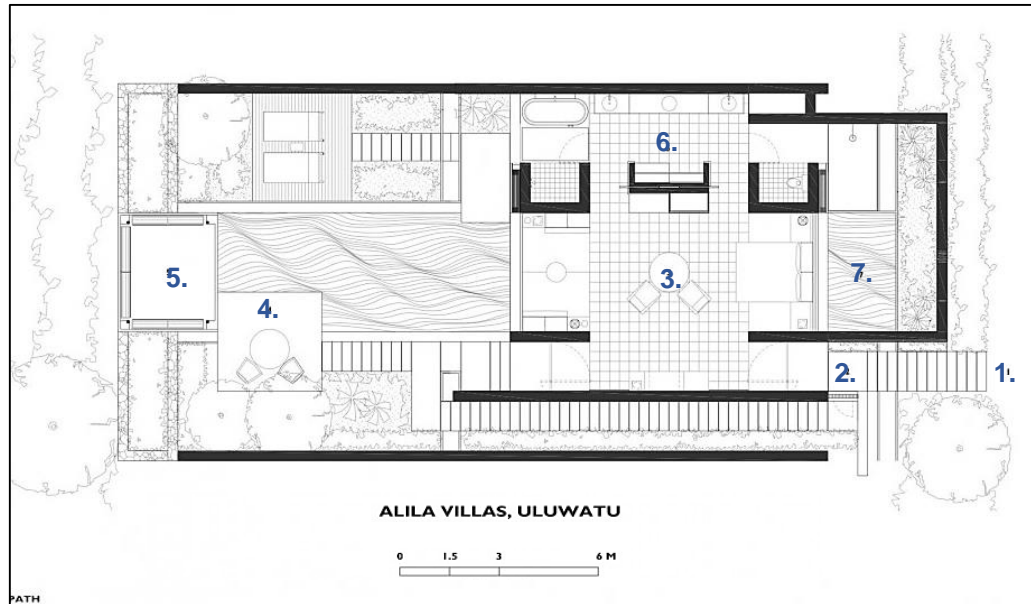 6.
3.
5.
7.
4.
2.
1.
ALILA VILLAS, ULUWATU
0 1.5 3 6 M
PATH